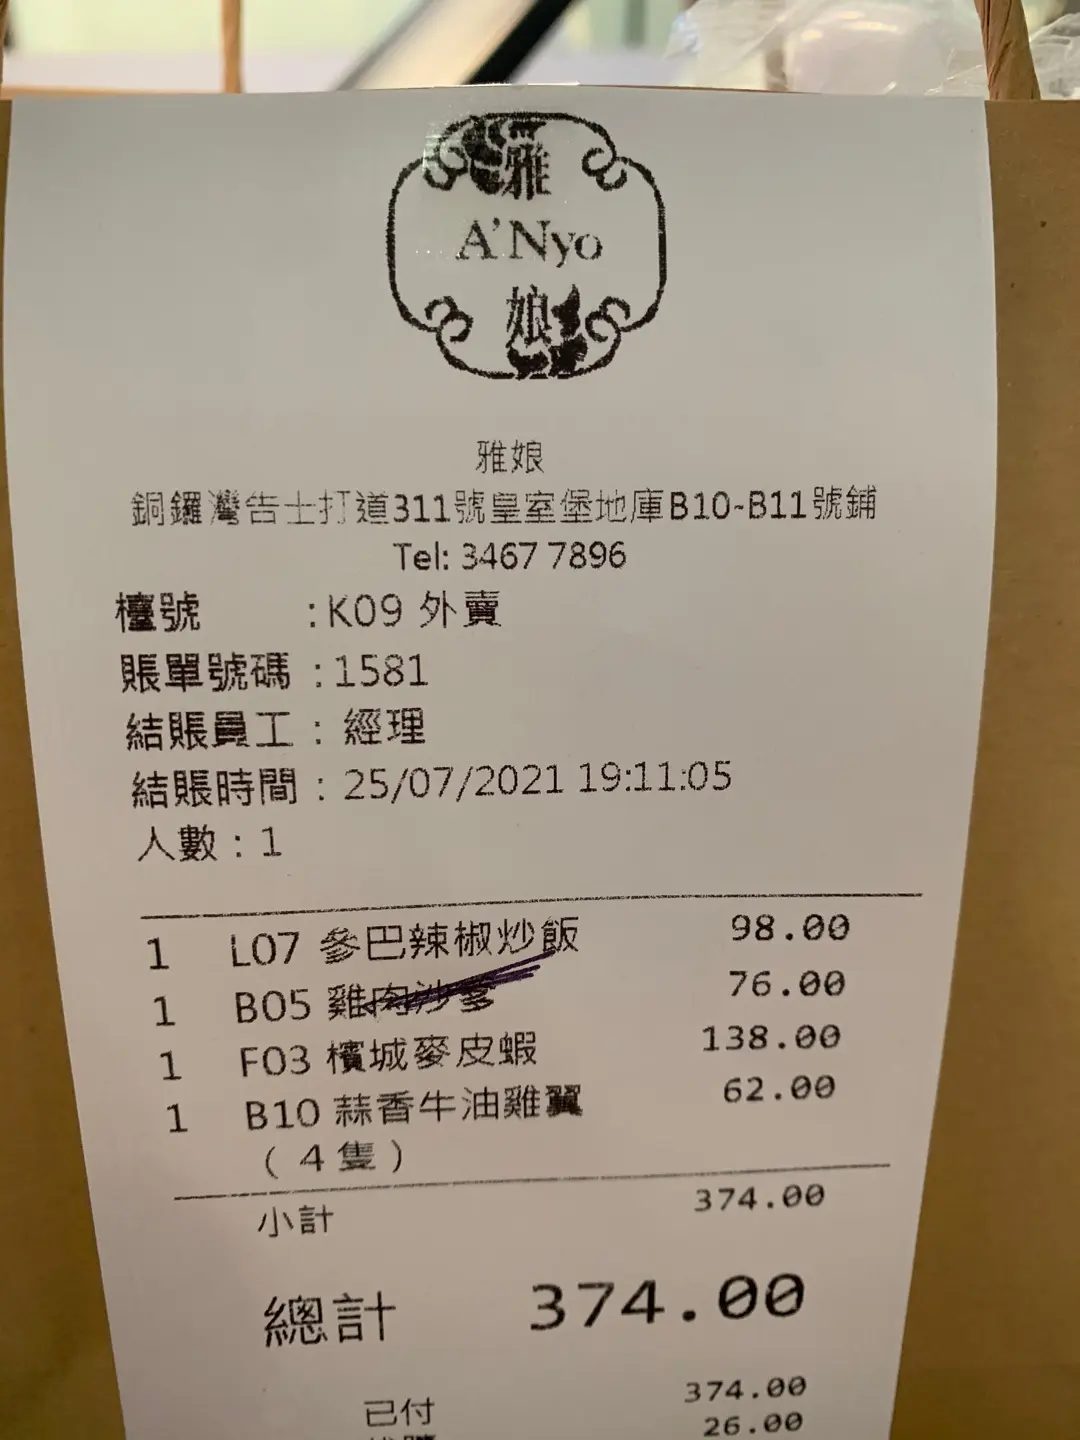 雅
A'Nyo
娘
雅娘
銅鑼灣告士打道311號皇室堡地庫B10-B11號鋪
Tel: 3467 7896
檯號 :K09 外賣
賬單號碼 :1581
結賬員工 : 經理
結賬時間 : 25/07/2021 19:11:05
人數 : 1
1 L07 參巴辣椒炒飯 98.00
1 B05 雞肉沙爹 76.00
1 F03 檳城麥皮蝦 138.00
1 B10 蒜香牛油雞翼 62.00
(4隻)
小計 374.00
總計 374.00
已付 374.00
26.00